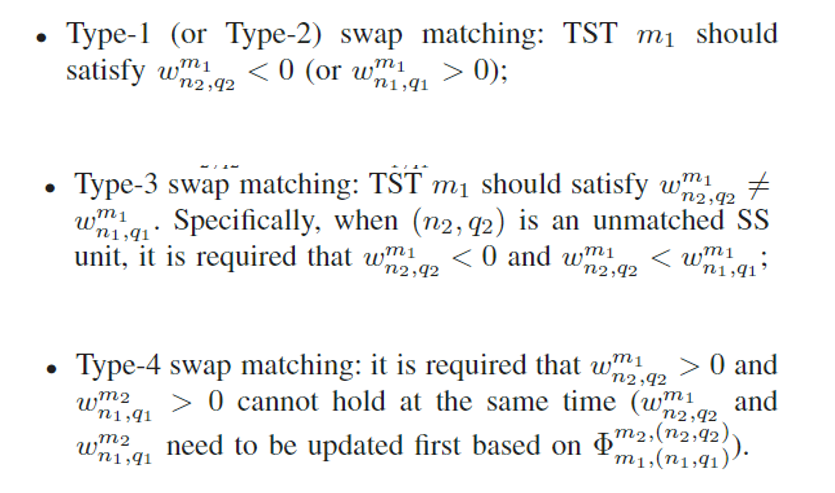 • Type-1 (or Type-2) swap matching: TST $m_1$ should
satisfy $w_{n_2,q_2}^{m_1} < 0$ (or $w_{n_1,q_1}^{m_1} > 0$);
• Type-3 swap matching: TST $m_1$ should satisfy $w_{n_2,q_2}^{m_1} \neq$
$w_{n_1,q_1}^{m_1}$. Specifically, when $(n_2, q_2)$ is an unmatched SS
unit, it is required that $w_{n_2,q_2}^{m_1} < 0$ and $w_{n_2,q_2}^{m_1} < w_{n_1,q_1}^{m_1}$;
• Type-4 swap matching: it is required that $w_{n_2,q_2}^{m_1} > 0$ and
$w_{n_1,q_1}^{m_2} > 0$ cannot hold at the same time ($w_{n_2,q_2}^{m_1}$ and
$w_{n_1,q_1}^{m_2}$ need to be updated first based on $\Phi_{m_1,(n_1,q_1)}^{m_2,(n_2,q_2)}$).